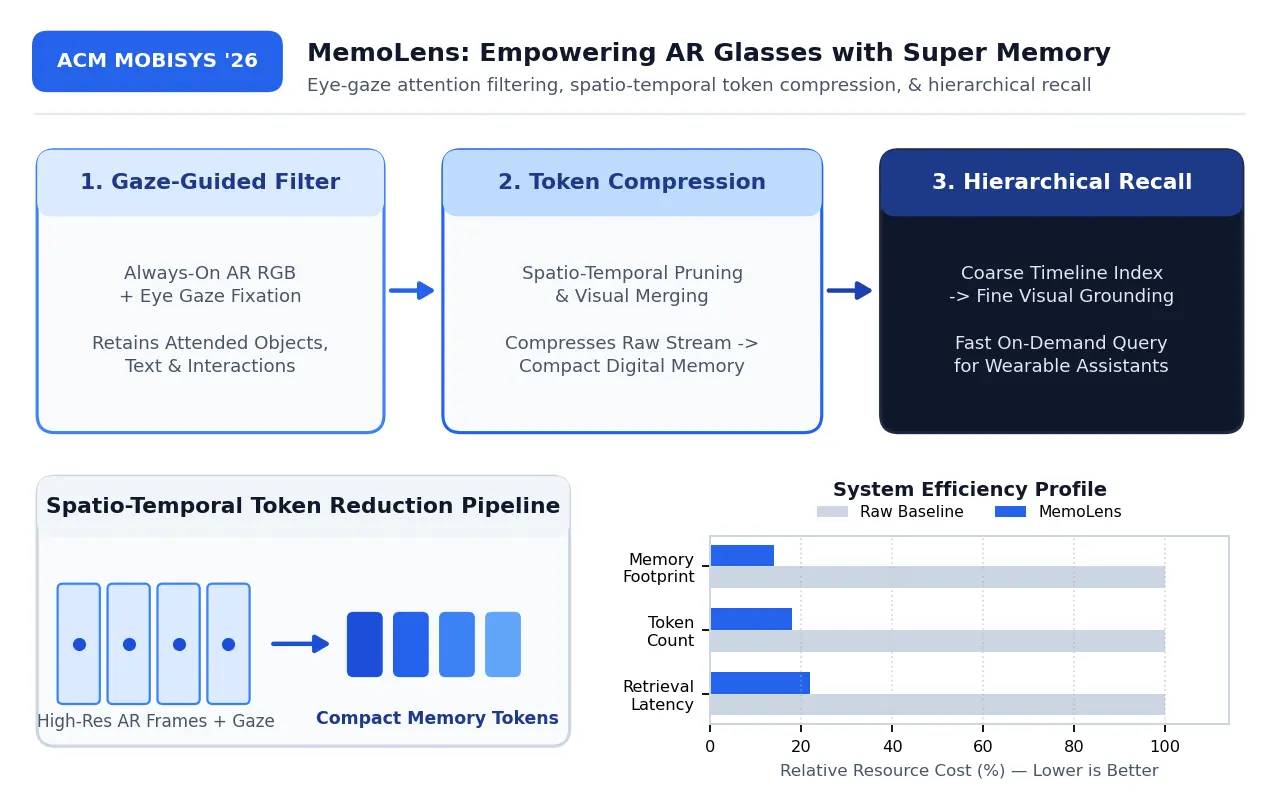 ACM MOBISYS '26
MemoLens: Empowering AR Glasses with Super Memory
Eye-gaze attention filtering, spatio-temporal token compression, & hierarchical recall
1. Gaze-Guided Filter
Always-On AR RGB
+ Eye Gaze Fixation
Retains Attended Objects,
Text & Interactions
2. Token Compression
Spatio-Temporal Pruning
& Visual Merging
Compresses Raw Stream ->
Compact Digital Memory
3. Hierarchical Recall
Coarse Timeline Index
-> Fine Visual Grounding
Fast On-Demand Query
for Wearable Assistants
Spatio-Temporal Token Reduction Pipeline
High-Res AR Frames + Gaze
Compact Memory Tokens
System Efficiency Profile
Raw Baseline
MemoLens
Memory
Footprint
Token
Count
Retrieval
Latency
0
20
40
60
80
100
Relative Resource Cost (%) — Lower is Better